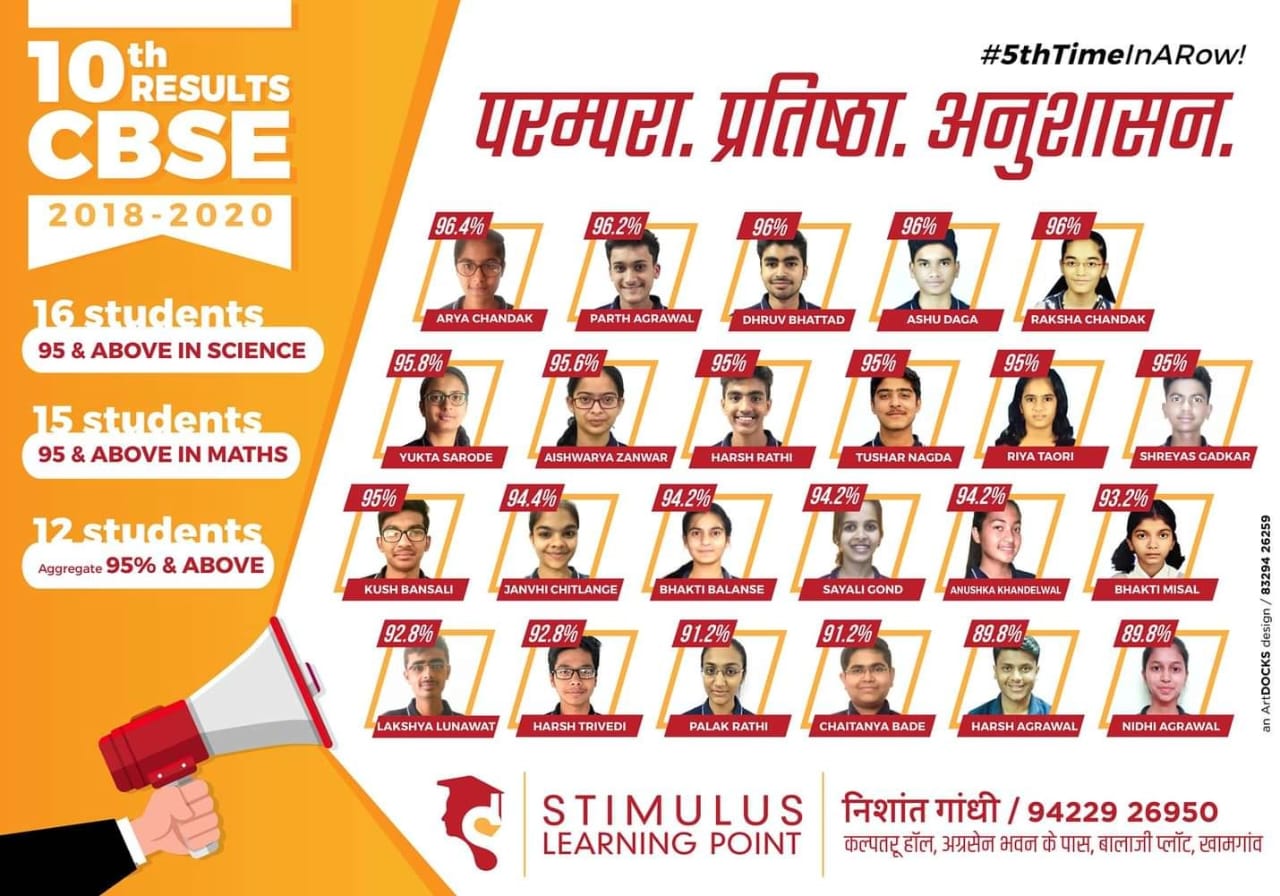 10th RESULTS
CBSE
2018-2020
16 students
95 & ABOVE IN SCIENCE
15 students
95 & ABOVE IN MATHS
12 students
Aggregate 95% & ABOVE
#5thTimeInARow!
परम्परा. प्रतिष्ठा. अनुशासन.
96.4% 96.2% 96% 96% 96%
ARYA CHANDAK PARTH AGRAWAL DHRUV BHATTAD ASHU DAGA RAKSHA CHANDAK
95.8% 95.6% 95% 95% 95% 95%
YUKTA SARODE AISHWARYA ZANWAR HARSH RATHI TUSHAR NAGDA RIYA TAORI SHREYAS GADKAR
95% 94.4% 94.2% 94.2% 94.2% 93.2%
KUSH BANSALI JANVHI CHITLANGE BHAKTI BALANSE SAYALI GOND ANUSHKA KHANDELWAL BHAKTI MISAL
92.8% 92.8% 91.2% 91.2% 89.8% 89.8%
LAKSHYA LUNAWAT HARSH TRIVEDI PALAK RATHI CHAITANYA BADE HARSH AGRAWAL NIDHI AGRAWAL
STIMULUS
LEARNING POINT
निशांत गांधी / 94229 26950
कल्पतरू हॉल, अग्रसेन भवन के पास, बालाजी प्लॉट, खामगांव
an ArtDOCKS design / 83294 26259